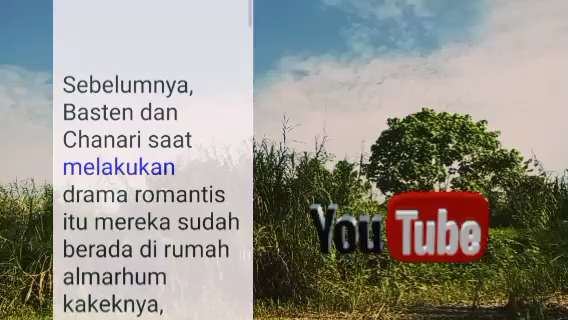 Sebelumnya,
Basten dan
Chanari saat
melakukan
drama romantis
itu mereka sudah
berada di rumah
almarhum
kakeknya,
YouTube